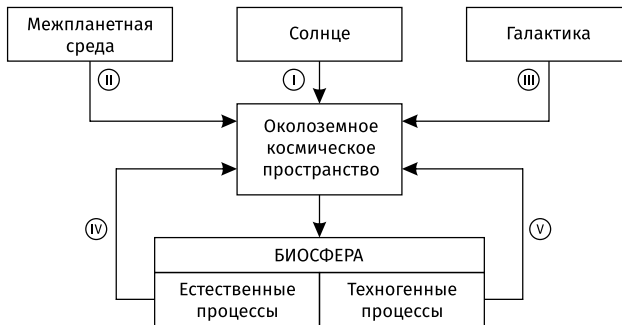 Межпланетная
среда
Солнце
Галактика
II
I
III
Околоземное
космическое
пространство
IV
V
БИОСФЕРА
Естественные
процессы
Техногенные
процессы